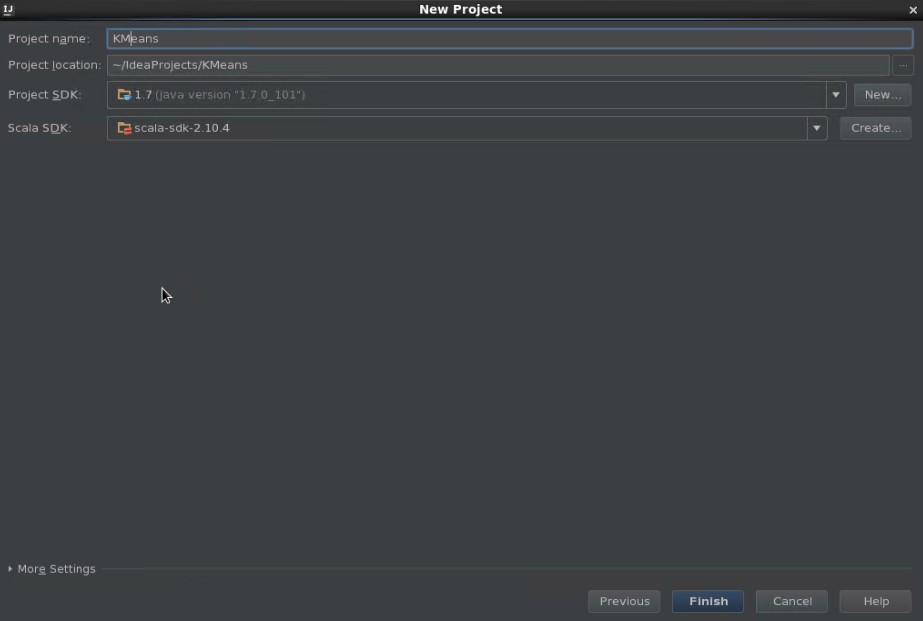 IJ New Project ×
Project name: KMeans
Project location: ~/IdeaProjects/KMeans ...
Project SDK: 1.7 (java version "1.7.0_101") New...
Scala SDK: scala-sdk-2.10.4 Create...
More Settings
Previous Finish Cancel Help